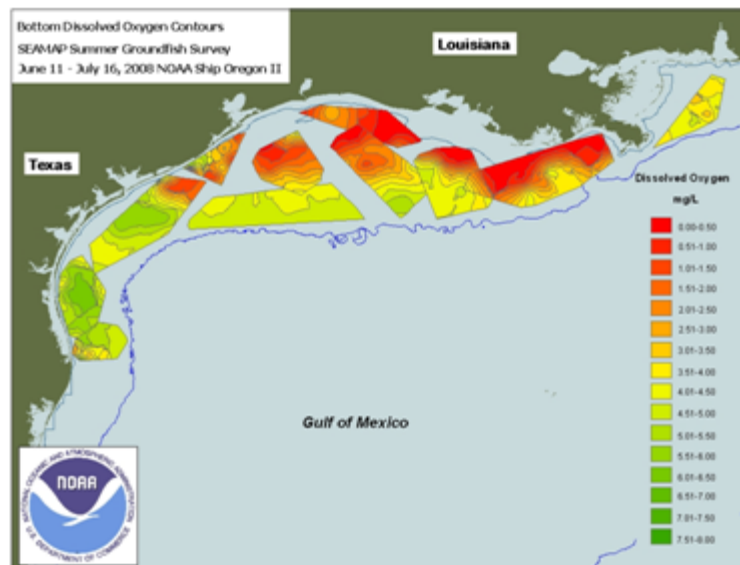 Bottom Dissolved Oxygen Contours
SEAMAP Summer Groundfish Survey
June 11 - July 16, 2008 NOAA Ship Oregon II
Louisiana
Texas
Dissolved Oxygen
mg/L
0.00-0.50
0.51-1.00
1.01-1.50
1.51-2.00
2.01-2.50
2.51-3.00
3.01-3.50
3.51-4.00
4.01-4.50
4.51-5.00
5.01-5.50
5.51-6.00
6.01-6.50
6.51-7.00
7.01-7.50
7.51-8.00
Gulf of Mexico
NATIONAL OCEANIC AND ATMOSPHERIC ADMINISTRATION
NOAA
U.S. DEPARTMENT OF COMMERCE